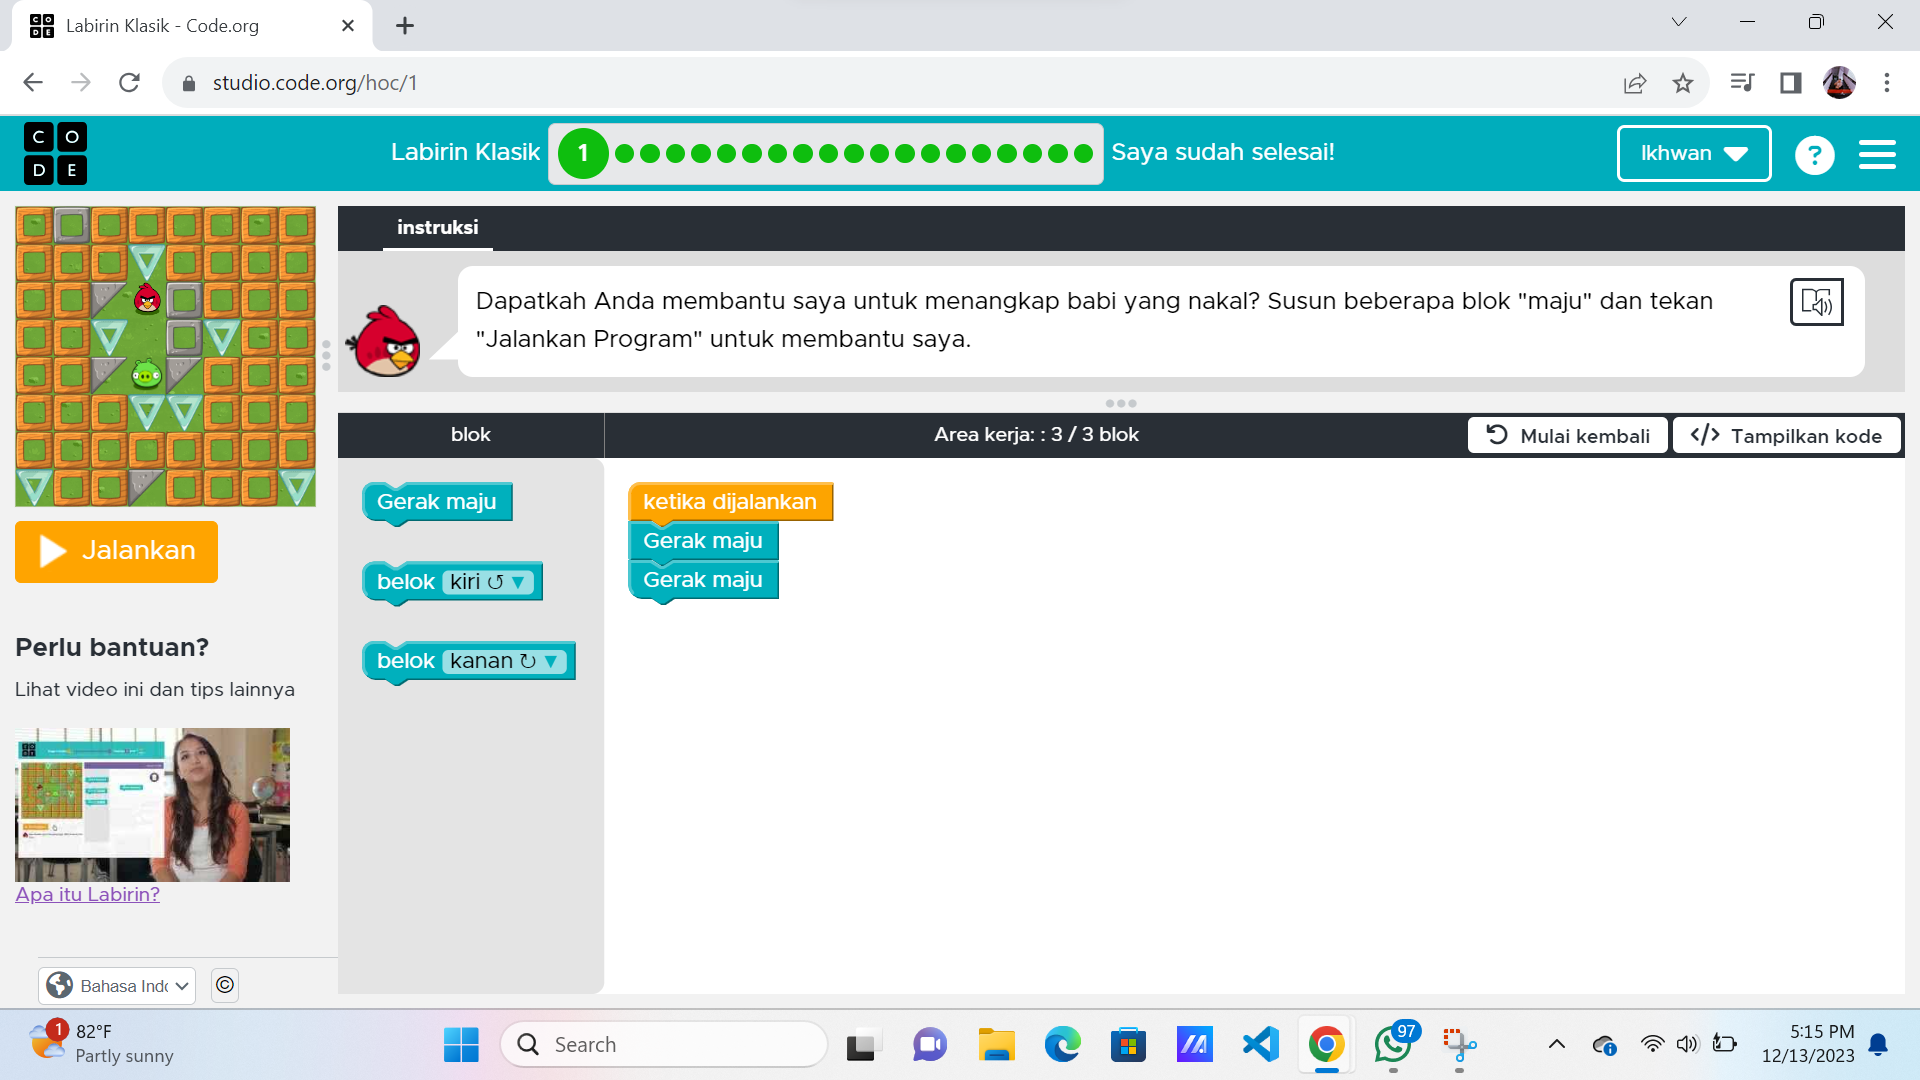 Labirin Klasik - Code.org
studio.code.org/hoc/1
C O
D E
Labirin Klasik
1
Saya sudah selesai!
Ikhwan
?
instruksi
Dapatkah Anda membantu saya untuk menangkap babi yang nakal? Susun beberapa blok "maju" dan tekan
"Jalankan Program" untuk membantu saya.
blok
Area kerja: : 3 / 3 blok
Mulai kembali
</> Tampilkan kode
Gerak maju
belok kiri ↺ ▼
belok kanan ↻ ▼
ketika dijalankan
Gerak maju
Gerak maju
Jalankan
Perlu bantuan?
Lihat video ini dan tips lainnya
Apa itu Labirin?
Bahasa Indo
©
1
82°F
Partly sunny
Search
97
5:15 PM
12/13/2023